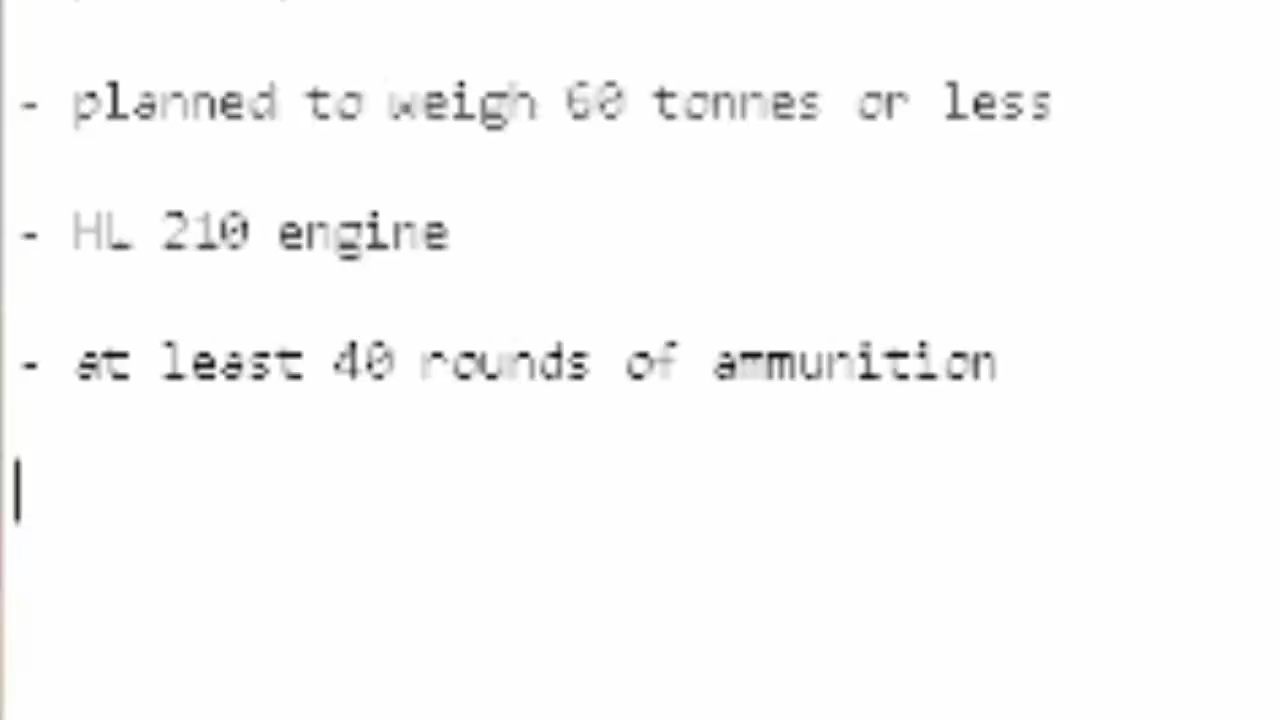 - planned to weigh 60 tonnes or less
- HL 210 engine
- at least 40 rounds of ammunition